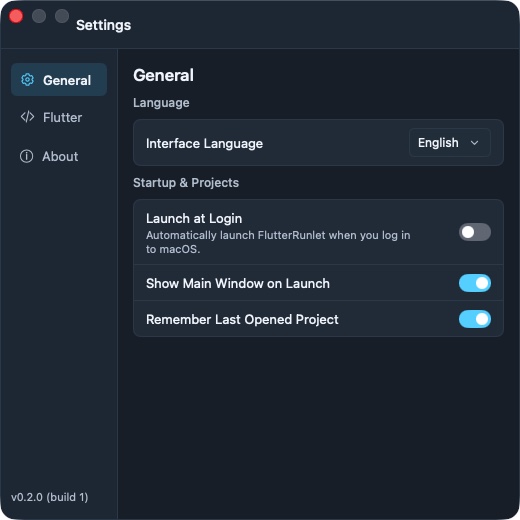 Settings
General
Flutter
About
v0.2.0 (build 1)
General
Language
Interface Language
English
Startup & Projects
Launch at Login
Automatically launch FlutterRunlet when you log in
to macOS.
Show Main Window on Launch
Remember Last Opened Project